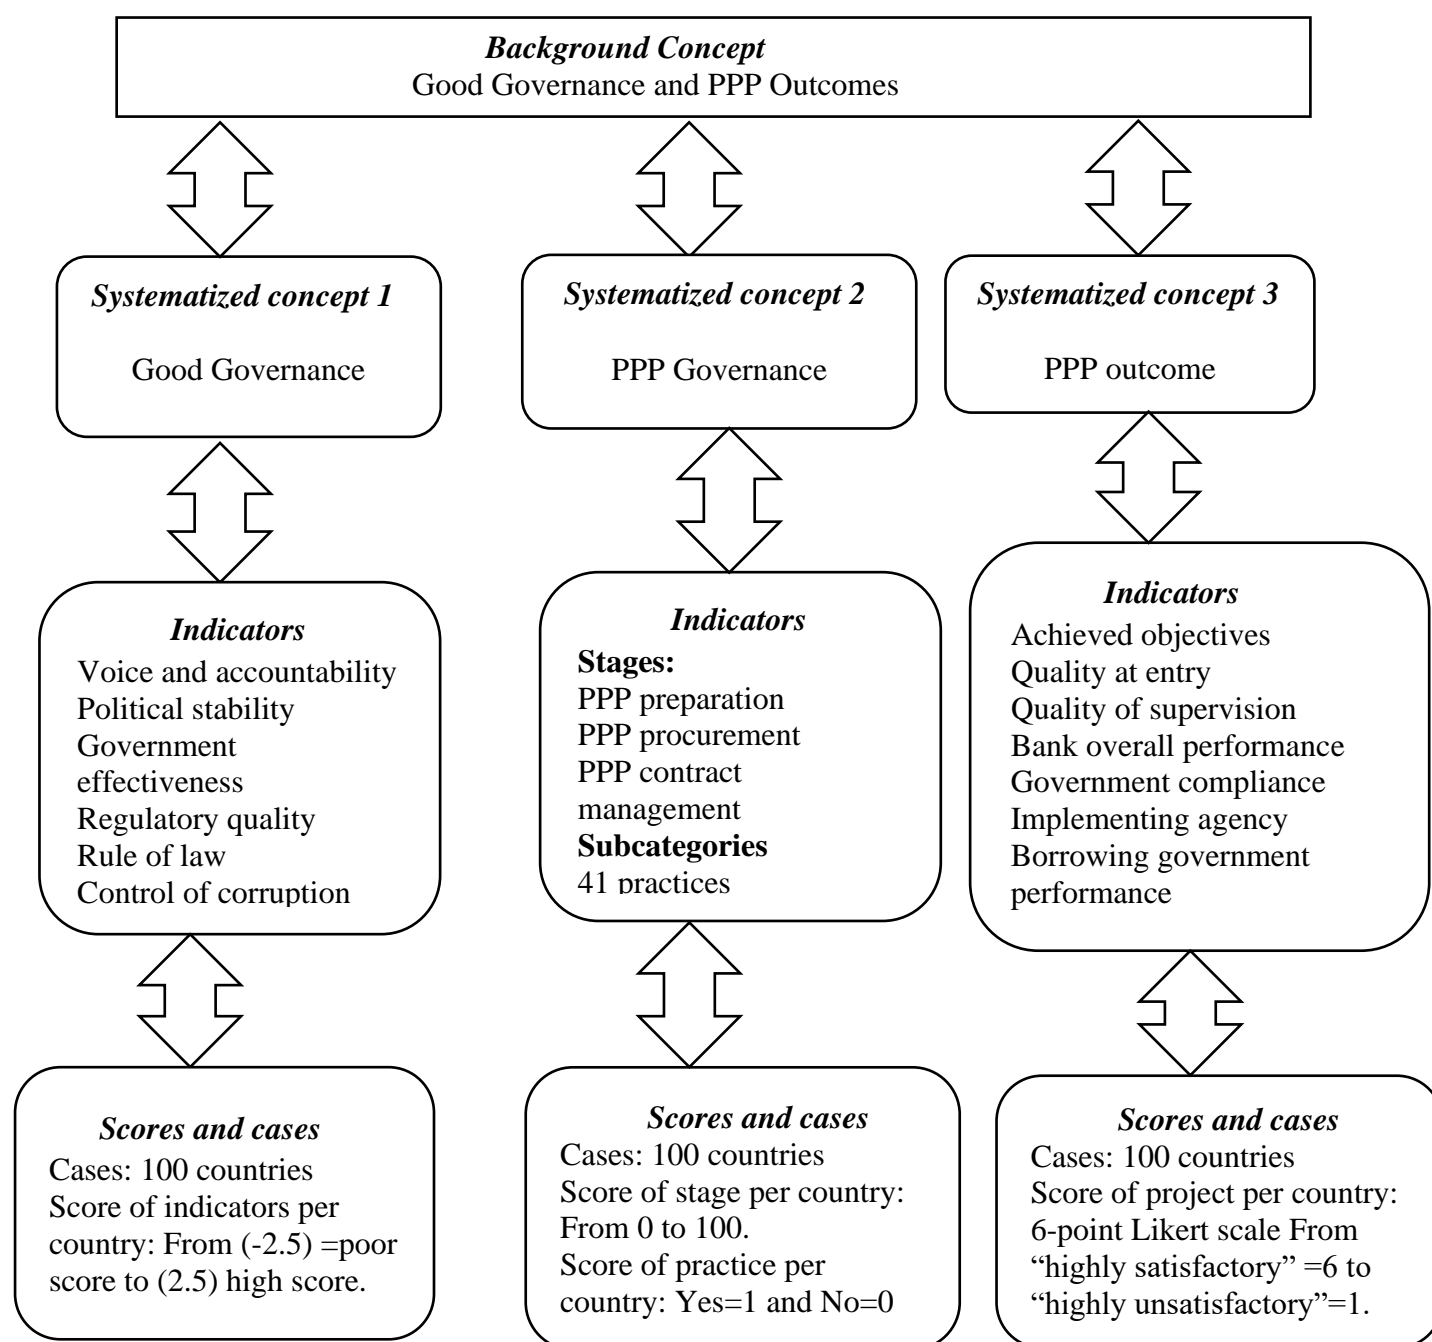 Background Concept
Good Governance and PPP Outcomes
Systematized concept 1
Good Governance
Systematized concept 2
PPP Governance
Systematized concept 3
PPP outcome
Indicators
Voice and accountability
Political stability
Government
effectiveness
Regulatory quality
Rule of law
Control of corruption
Indicators
Stages:
PPP preparation
PPP procurement
PPP contract
management
Subcategories
41 practices
Indicators
Achieved objectives
Quality at entry
Quality of supervision
Bank overall performance
Government compliance
Implementing agency
Borrowing government
performance
Scores and cases
Cases: 100 countries
Score of indicators per
country: From (-2.5) =poor
score to (2.5) high score.
Scores and cases
Cases: 100 countries
Score of stage per country:
From 0 to 100.
Score of practice per
country: Yes=1 and No=0
Scores and cases
Cases: 100 countries
Score of project per country:
6-point Likert scale From
“highly satisfactory” =6 to
“highly unsatisfactory”=1.